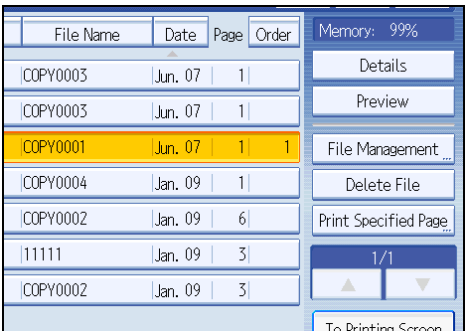 File Name Date Page Order Memory: 99%
COPY0003 Jun. 07 1 Details
COPY0003 Jun. 07 1 Preview
COPY0001 Jun. 07 1 1 File Management
COPY0004 Jan. 09 1 Delete File
COPY0002 Jan. 09 6 Print Specified Page
11111 Jan. 09 3 1/1
COPY0002 Jan. 09 3
To Printing Screen